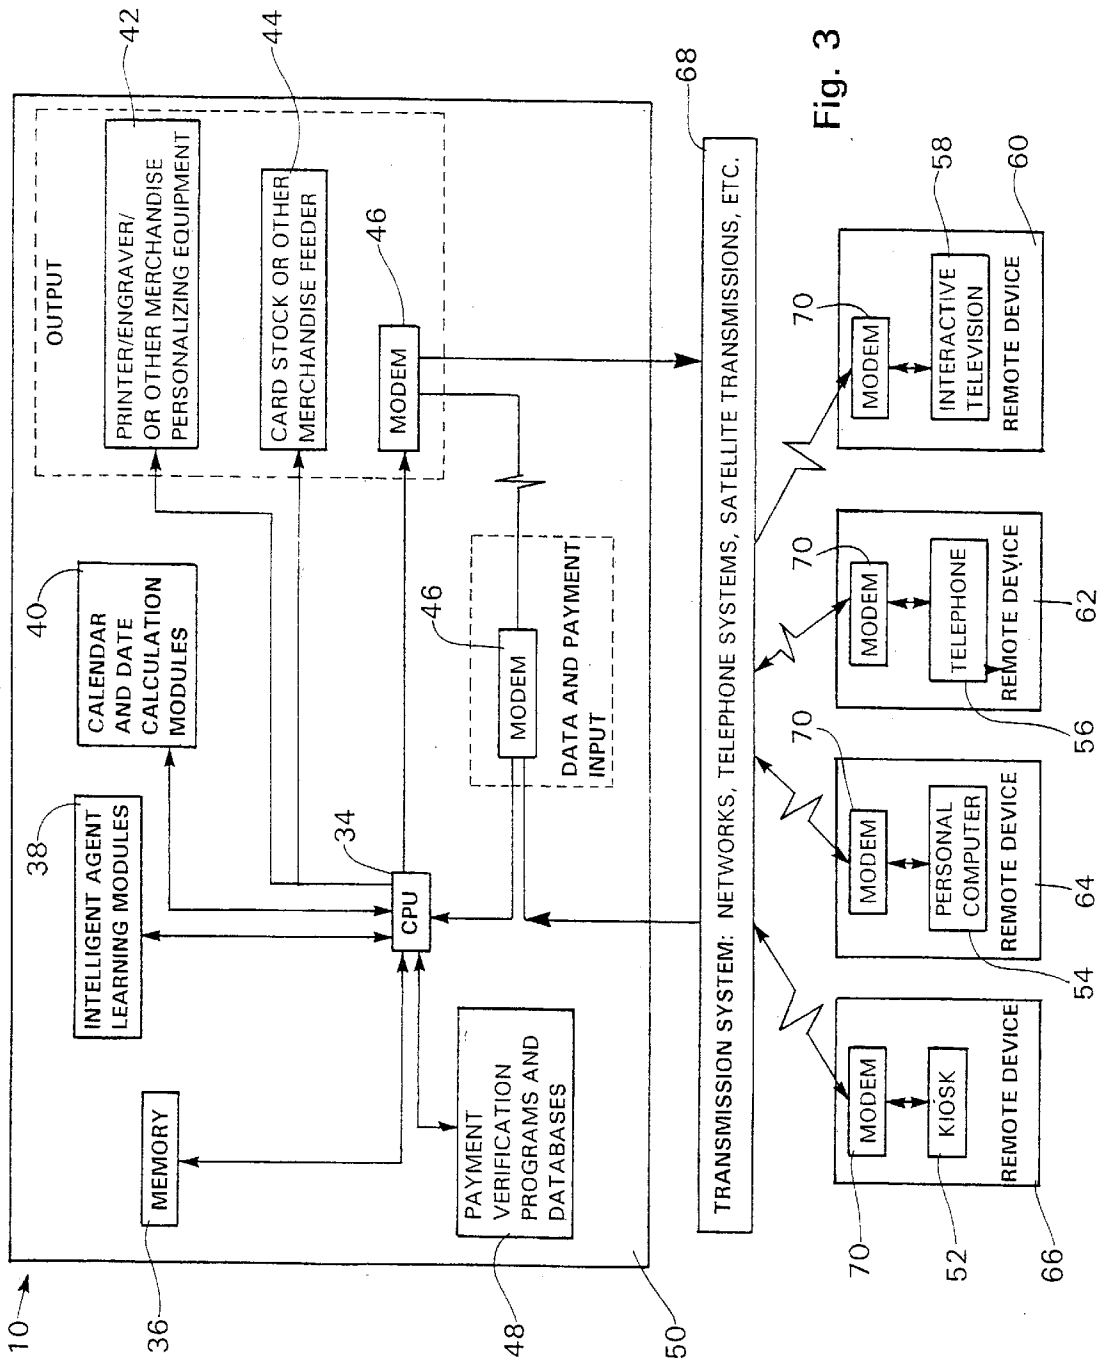 10
36
MEMORY
38
INTELLIGENT AGENT
LEARNING MODULES
40
CALENDAR
AND DATE
CALCULATION
MODULES
OUTPUT
42
PRINTER/ENGRAVER/
OR OTHER MERCHANDISE
PERSONALIZING EQUIPMENT
44
CARD STOCK OR OTHER
MERCHANDISE FEEDER
46
MODEM
34
CPU
48
PAYMENT
VERIFICATION
PROGRAMS AND
DATABASES
46
MODEM
DATA AND PAYMENT
INPUT
50
68
TRANSMISSION SYSTEM: NETWORKS, TELEPHONE SYSTEMS, SATELLITE TRANSMISSIONS, ETC.
70
MODEM
52
KIOSK
REMOTE DEVICE
66
70
MODEM
54
PERSONAL
COMPUTER
REMOTE DEVICE
64
70
MODEM
56
TELEPHONE
REMOTE DEVICE
62
70
MODEM
58
INTERACTIVE
TELEVISION
REMOTE DEVICE
60
Fig. 3